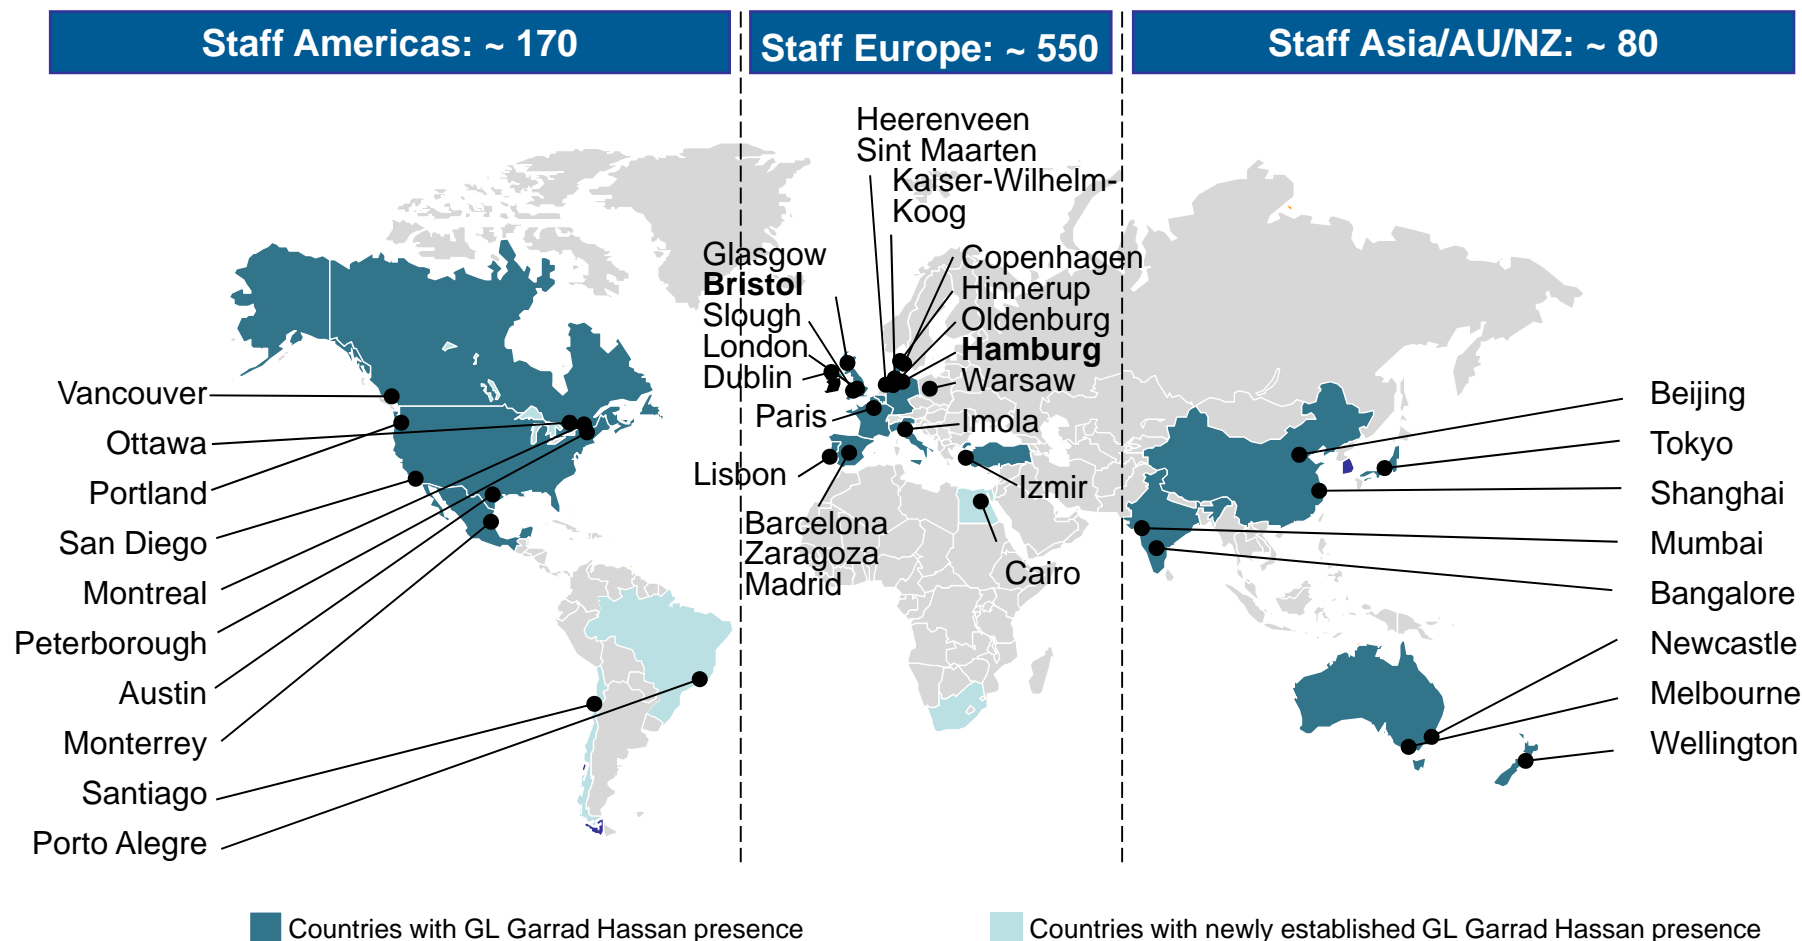 Staff Americas: ~ 170
Staff Europe: ~ 550
Staff Asia/AU/NZ: ~ 80
Vancouver
Ottawa
Portland
San Diego
Montreal
Peterborough
Austin
Monterrey
Santiago
Porto Alegre
Heerenveen
Sint Maarten
Kaiser-Wilhelm-
Koog
Glasgow
Bristol
Slough
London
Dublin
Paris
Lisbon
Barcelona
Zaragoza
Madrid
Copenhagen
Hinnerup
Oldenburg
Hamburg
Warsaw
Imola
Izmir
Cairo
Beijing
Tokyo
Shanghai
Mumbai
Bangalore
Newcastle
Melbourne
Wellington
Countries with GL Garrad Hassan presence
Countries with newly established GL Garrad Hassan presence